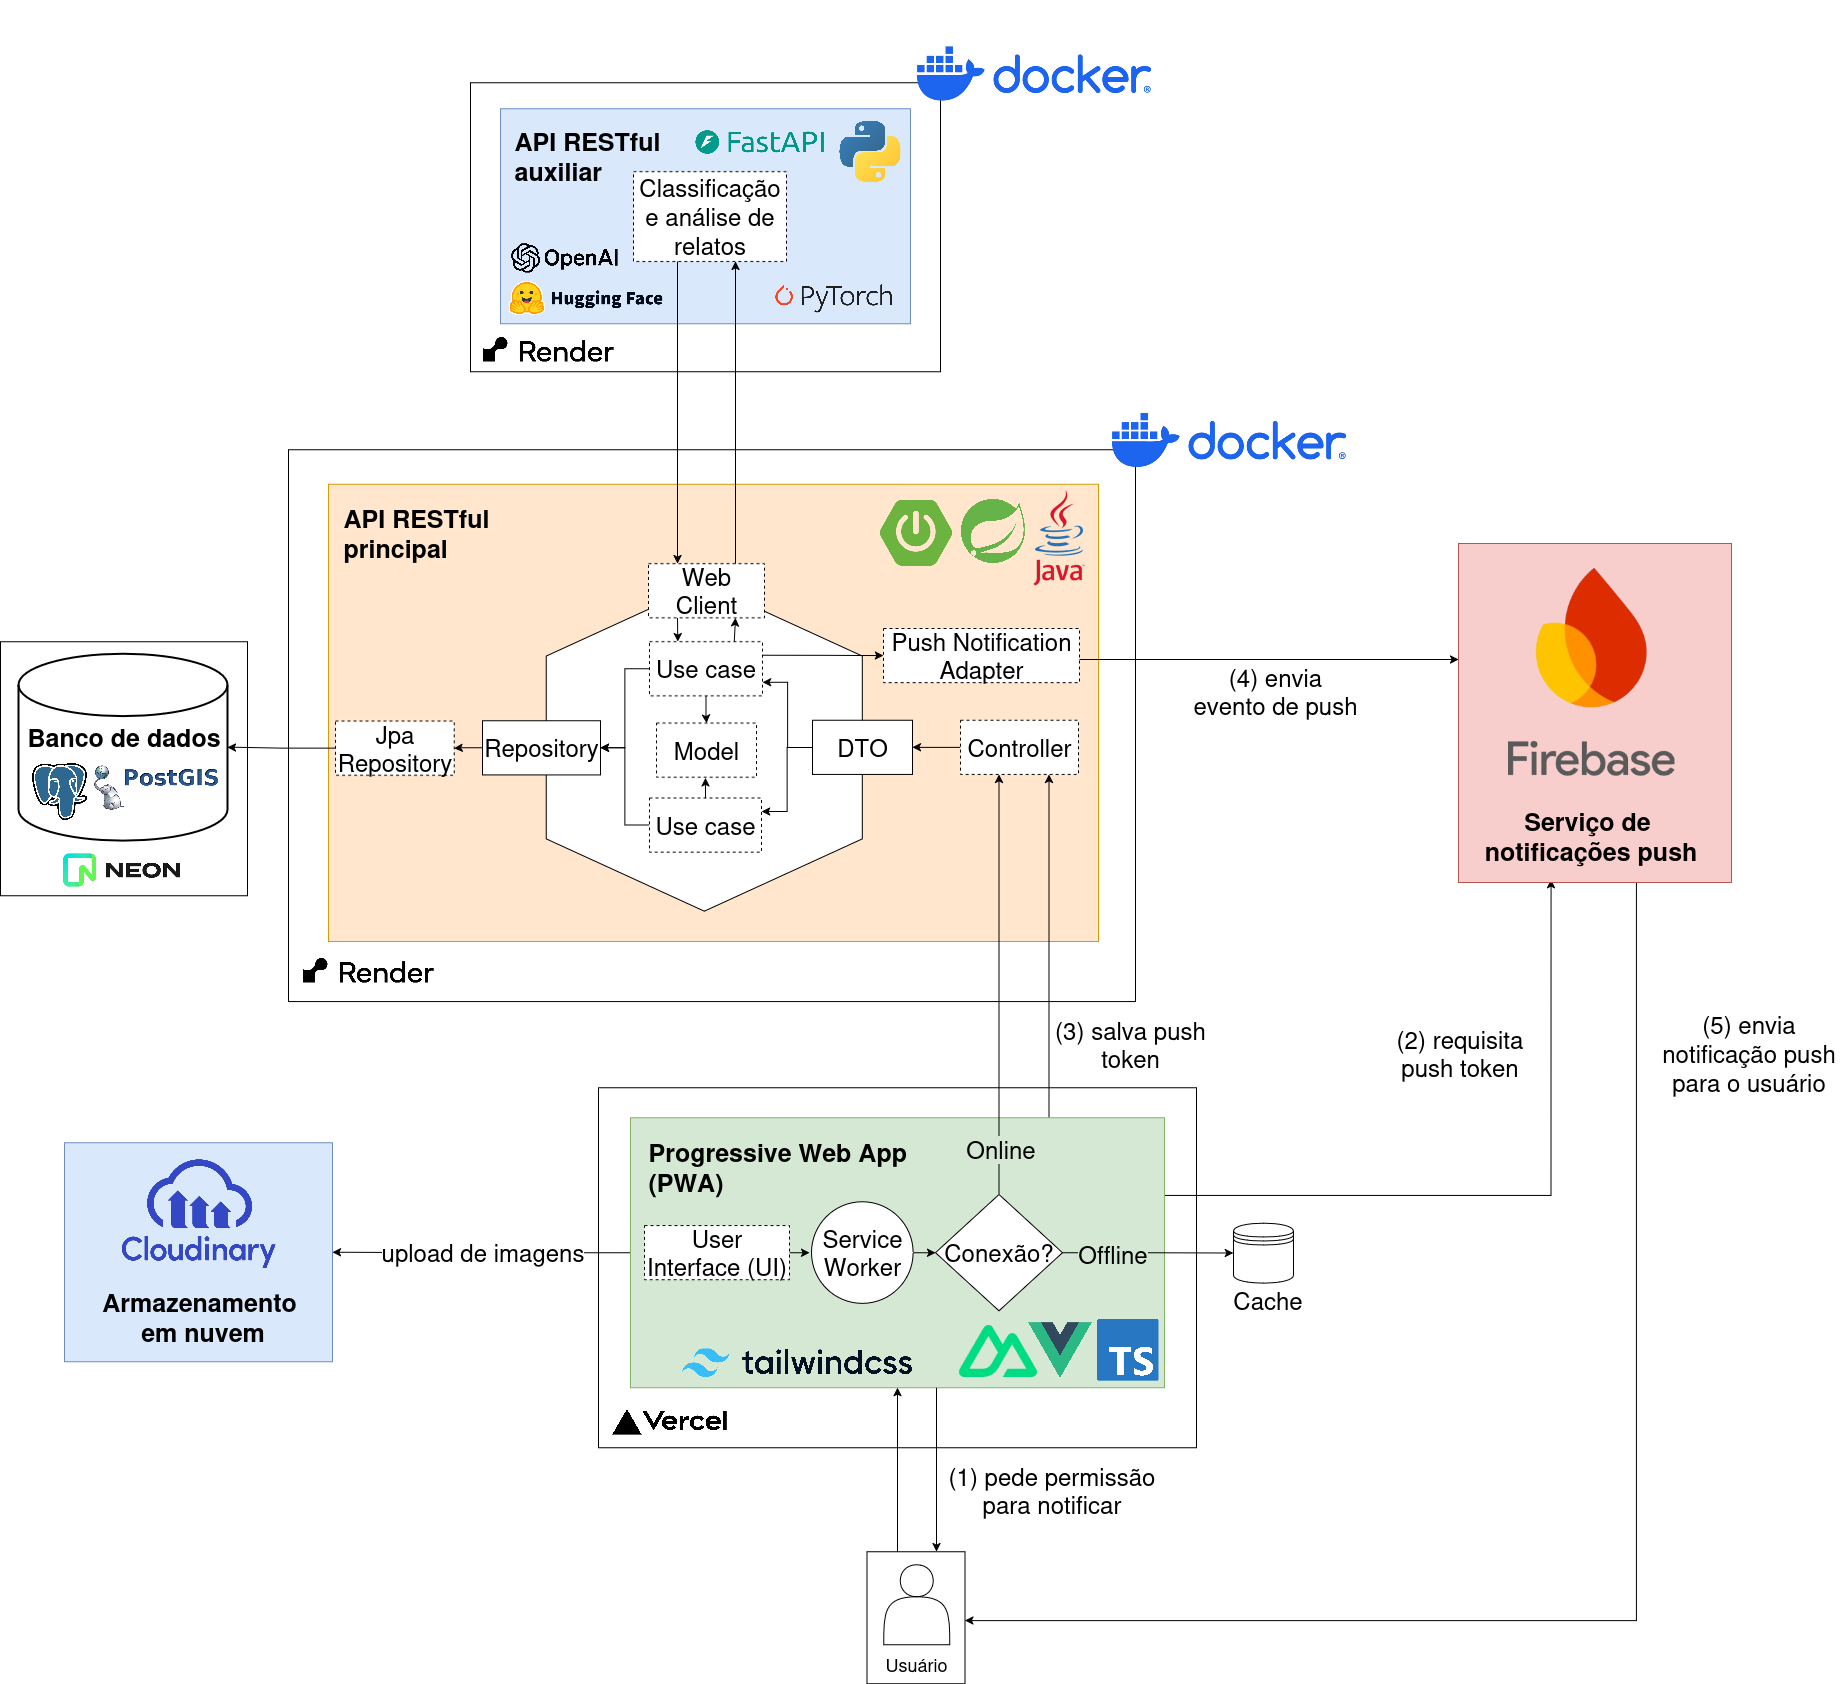 docker
API RESTful
auxiliar
FastAPI
Classificação
e análise de
relatos
OpenAI
Hugging Face
PyTorch
Render
docker
API RESTful
principal
Java
Web
Client
Push Notification
Adapter
Use case
(4) envia
evento de push
Jpa
Repository
Repository
Model
DTO
Controller
Use case
Banco de dados
PostGIS
NEON
Firebase
Serviço de
notificações push
Render
(3) salva push
token
(2) requisita
push token
(5) envia
notificação push
para o usuário
Progressive Web App
(PWA)
Online
User
Interface (UI)
Service
Worker
Conexão?
Offline
Cache
upload de imagens
Cloudinary
Armazenamento
em nuvem
tailwindcss
TS
Vercel
(1) pede permissão
para notificar
Usuário